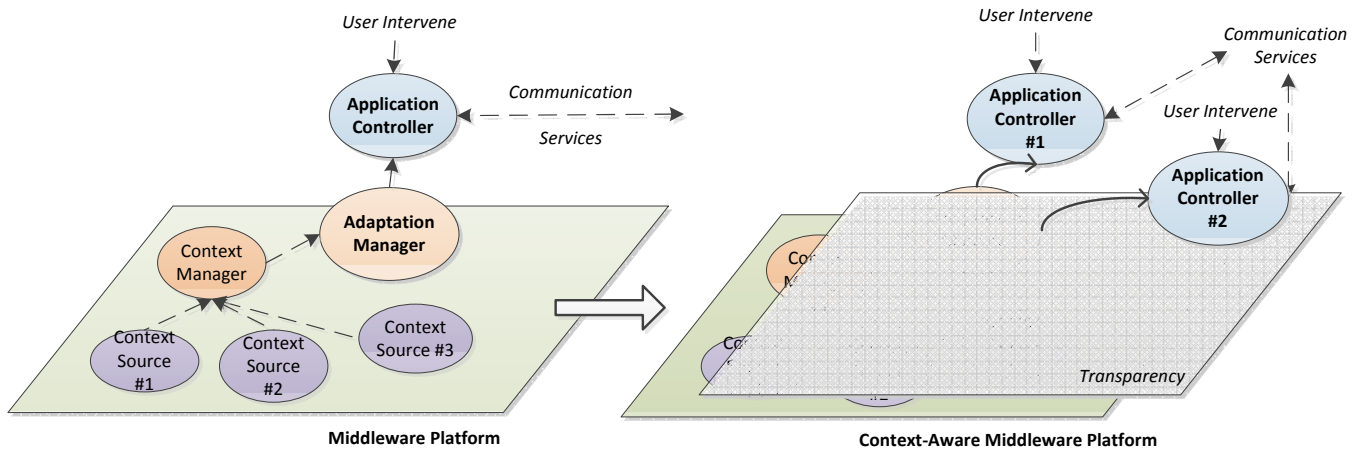 User Intervene
Application
Controller
Communication
Services
Adaptation
Manager
Context
Manager
Context
Source
#1
Context
Source
#2
Context
Source #3
Middleware Platform
User Intervene
Communication
Services
Application
Controller
#1
User Intervene
Application
Controller
#2
Transparency
Context-Aware Middleware Platform